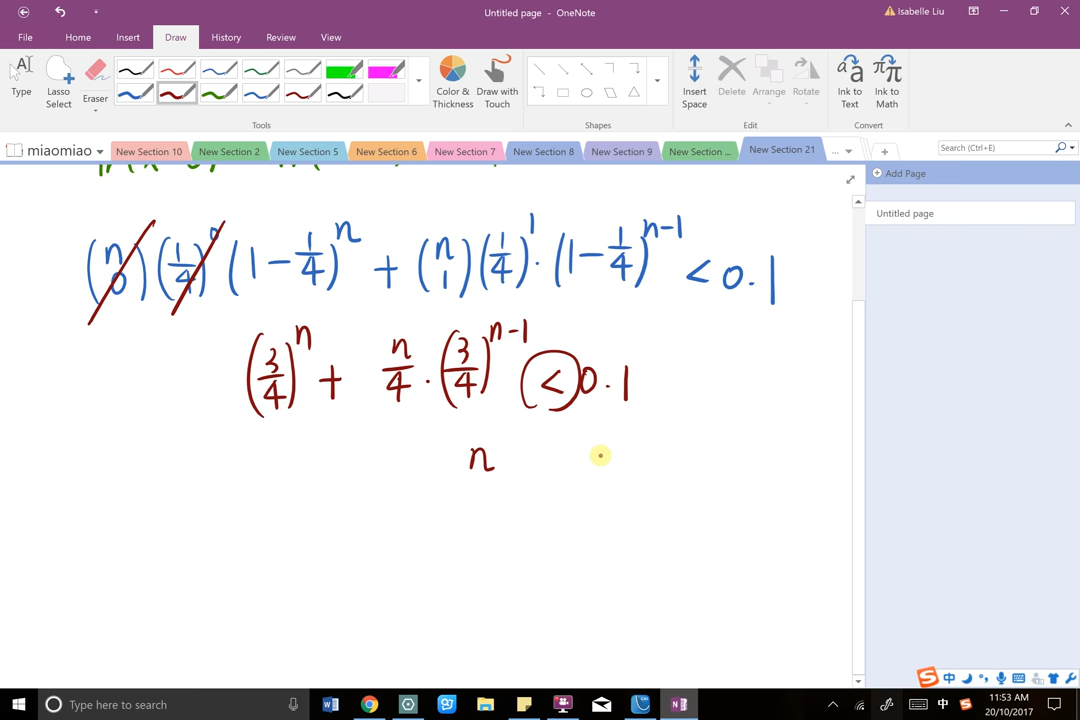 Untitled page - OneNote
Isabelle Liu
File Home Insert Draw History Review View
Type
Lasso Select
Eraser
Color & Thickness
Draw with Touch
Insert Space
Delete
Arrange
Rotate
Ink to Text
Ink to Math
Tools
Shapes
Edit
Convert
miaomiao
New Section 10 New Section 2 New Section 5 New Section 6 New Section 7 New Section 8 New Section 9 New Section ... New Section 21 ...
Search (Ctrl+E)
Add Page
Untitled page
(n 0)(1/4)^0 (1-1/4)^n + (n 1)(1/4)^1 · (1-1/4)^{n-1} < 0.1
(3/4)^n + n/4 · (3/4)^{n-1} < 0.1
n
中
Type here to search
中
11:53 AM
20/10/2017